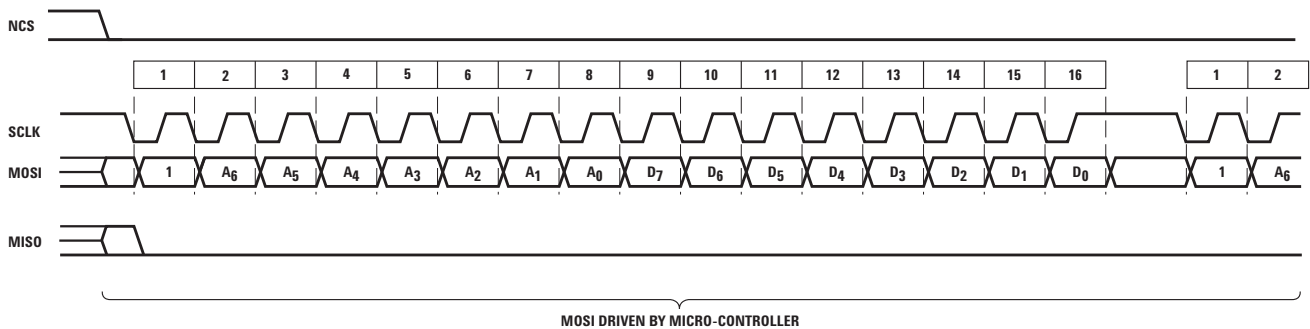 NCS
1 2 3 4 5 6 7 8 9 10 11 12 13 14 15 16 1 2
SCLK
MOSI 1 A6 A5 A4 A3 A2 A1 A0 D7 D6 D5 D4 D3 D2 D1 D0 1 A6
MISO
MOSI DRIVEN BY MICRO-CONTROLLER